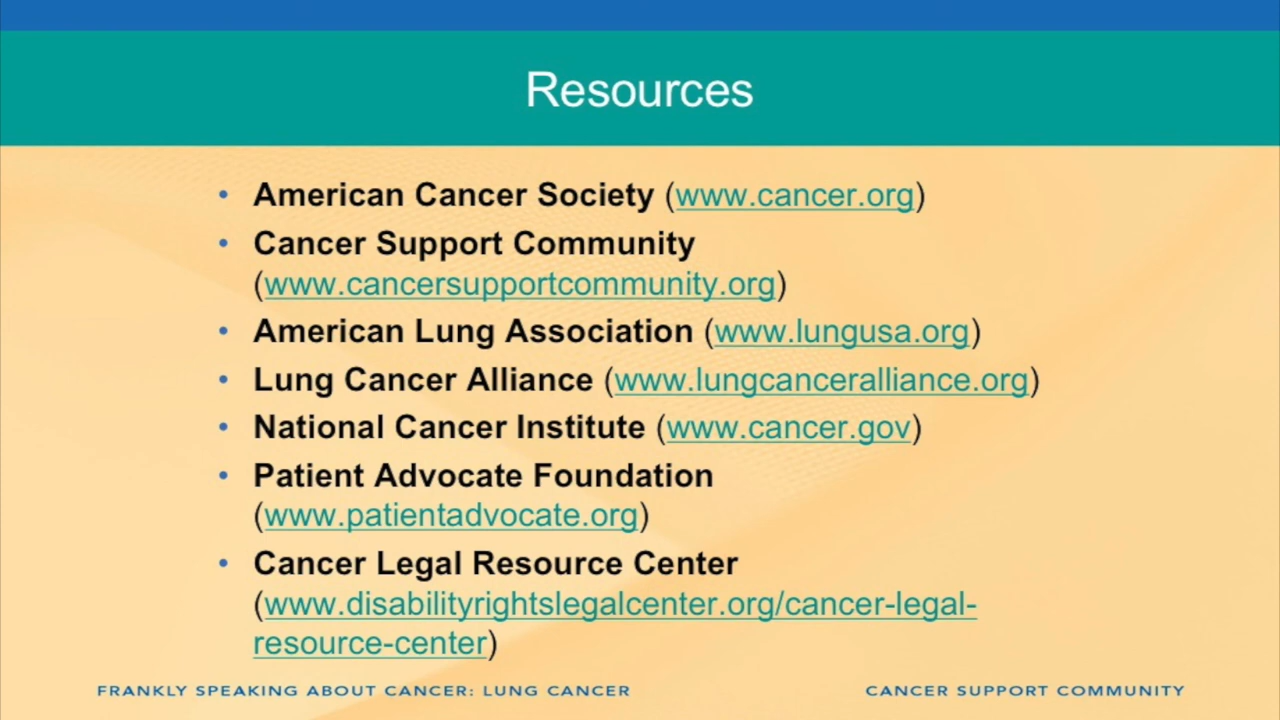 Resources
• American Cancer Society (www.cancer.org)
• Cancer Support Community
(www.cancersupportcommunity.org)
• American Lung Association (www.lungusa.org)
• Lung Cancer Alliance (www.lungcanceralliance.org)
• National Cancer Institute (www.cancer.gov)
• Patient Advocate Foundation
(www.patientadvocate.org)
• Cancer Legal Resource Center
(www.disabilityrightslegalcenter.org/cancer-legal-
resource-center)
FRANKLY SPEAKING ABOUT CANCER: LUNG CANCER
CANCER SUPPORT COMMUNITY